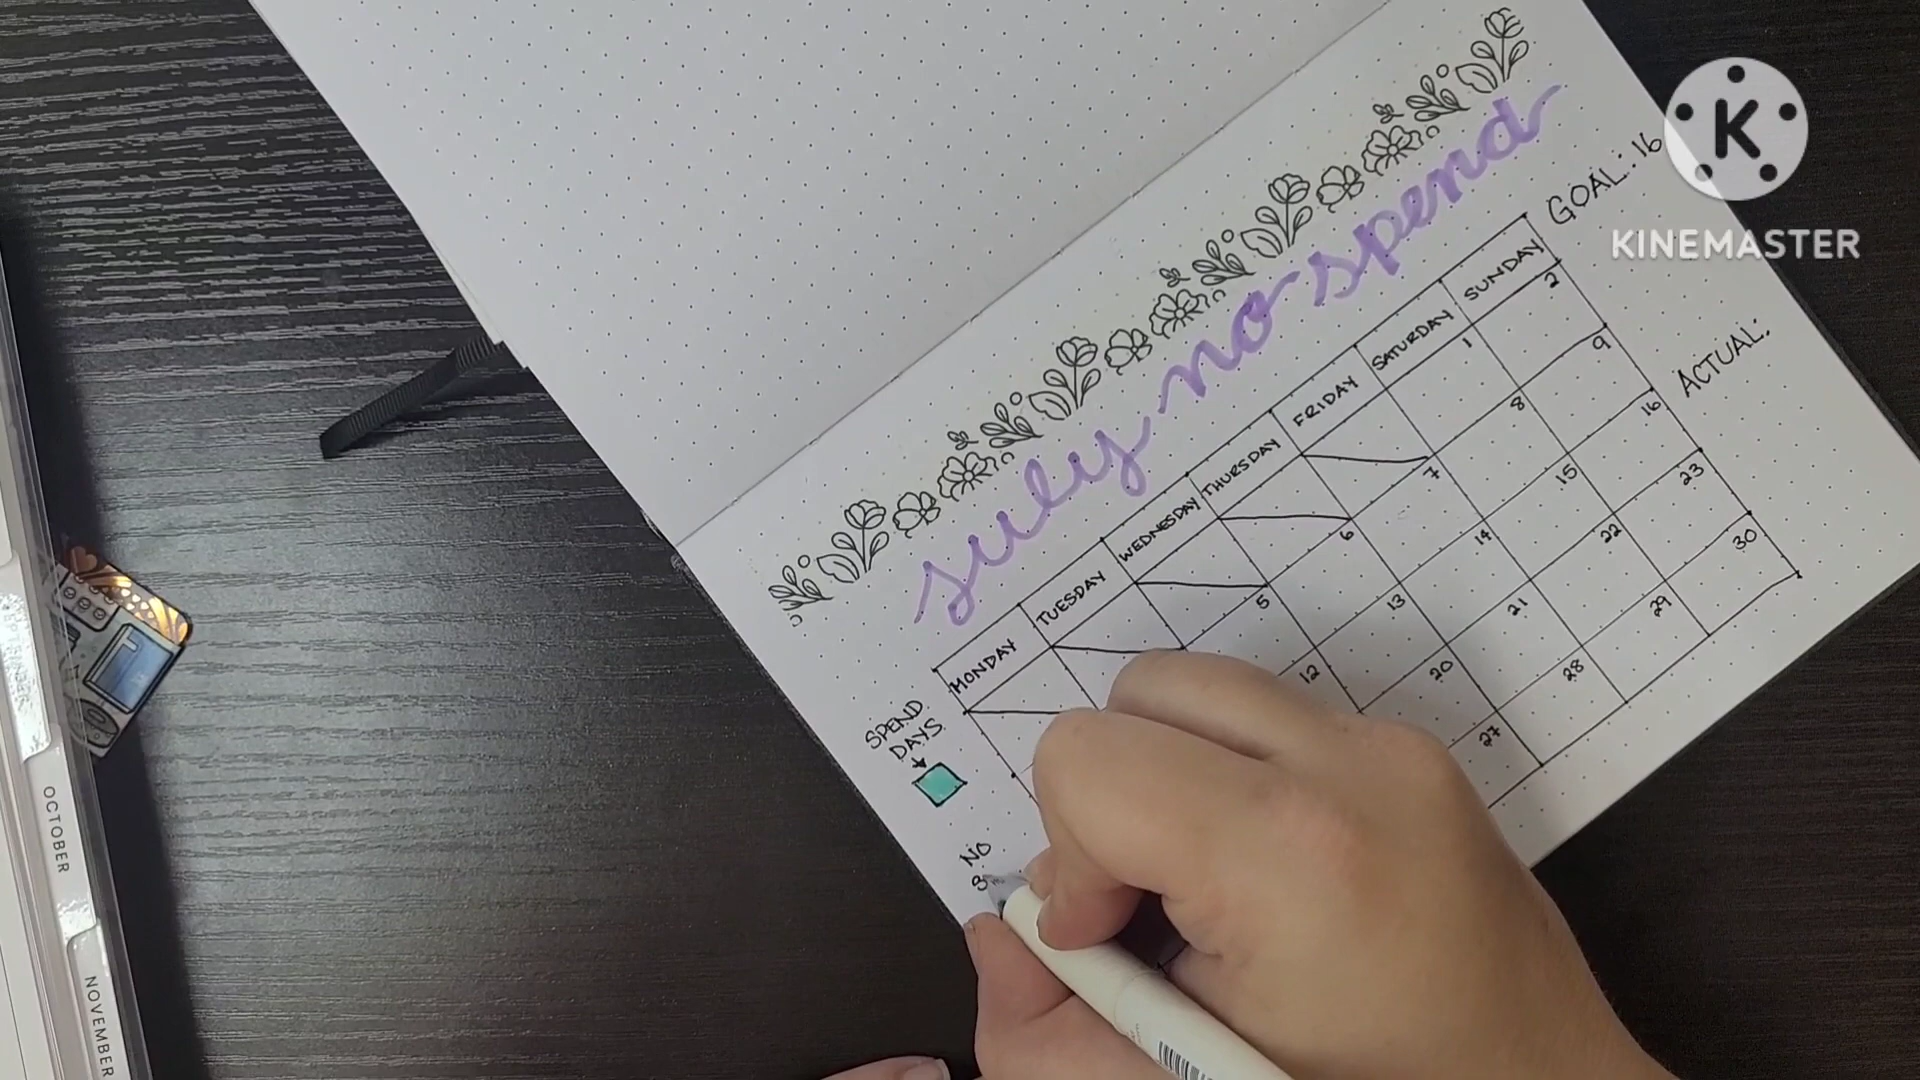 July no-spend
GOAL: 16
ACTUAL:
MONDAY TUESDAY WEDNESDAY THURSDAY FRIDAY SATURDAY SUNDAY
1 2
5 6 7 8 9
12 13 14 15 16
20 21 22 23
27 28 29 30
SPEND
DAYS
No
K
KINEMASTER
OCTOBER
NOVEMBER